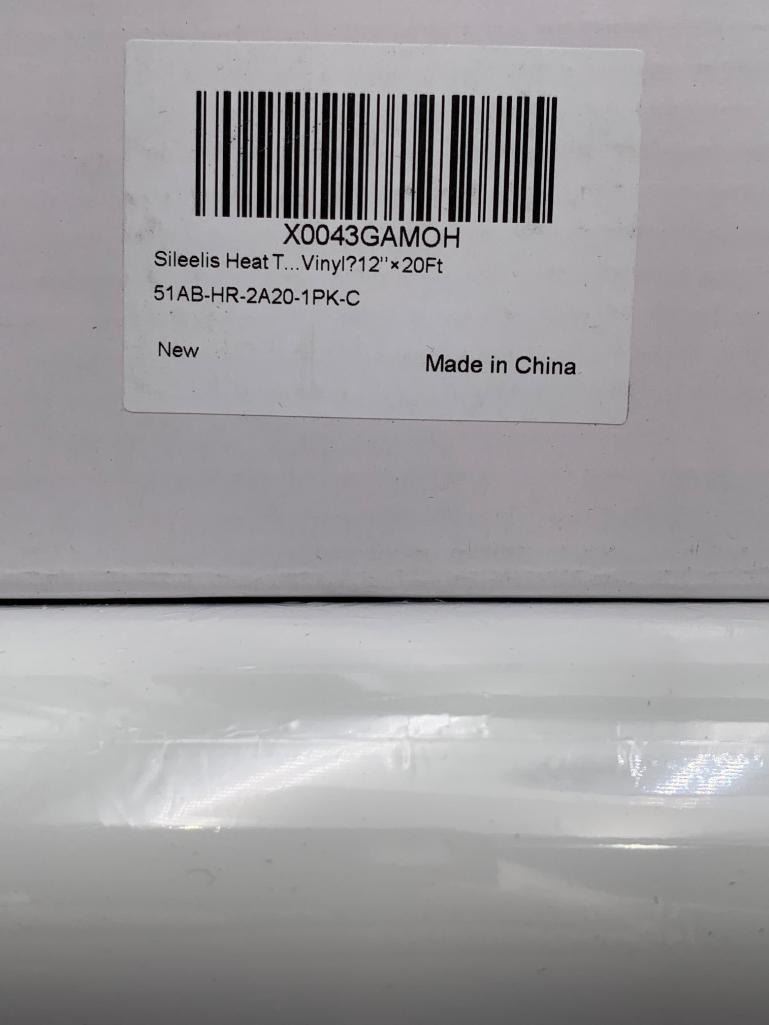 X0043GAMOH
Sileelis Heat T...Vinyl?12"×20Ft
51AB-HR-2A20-1PK-C
New
Made in China